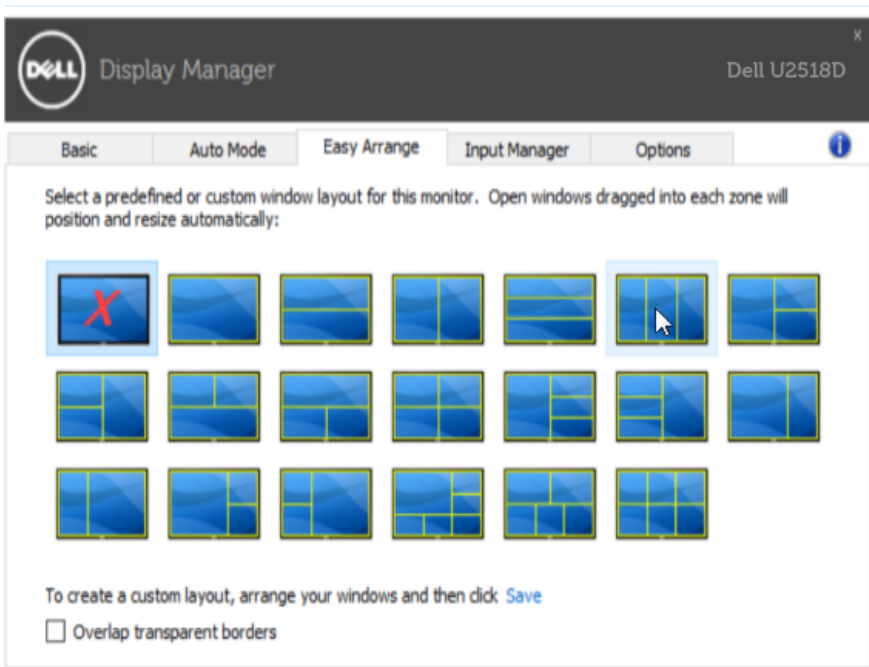 DELL Display Manager
x
Dell U2518D
Basic Auto Mode Easy Arrange Input Manager Options
Select a predefined or custom window layout for this monitor. Open windows dragged into each zone will
position and resize automatically:
To create a custom layout, arrange your windows and then click Save
Overlap transparent borders